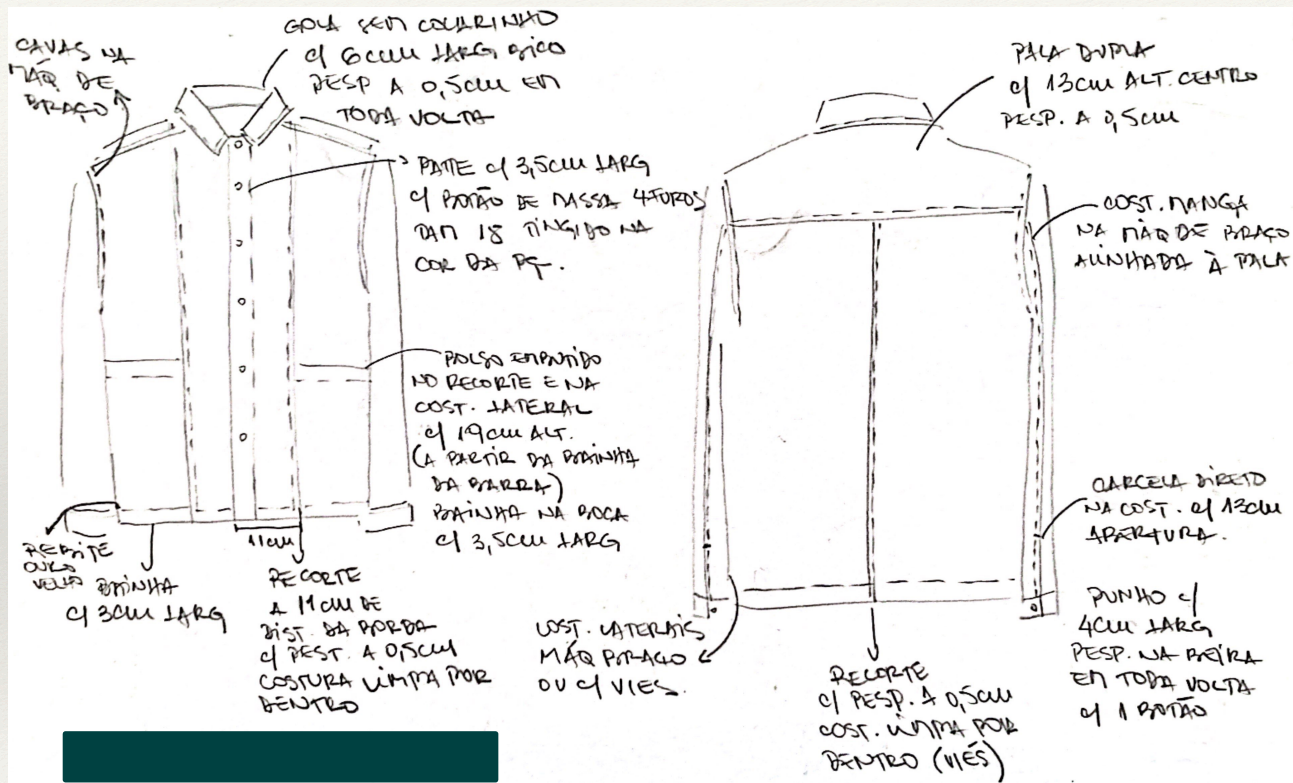 CAVAS NA
MÁQ DE
BRAÇO
GOLA SEM COLARINHO
c/ 6cm LARG BICO
PESP A 0,5cm EM
TODA VOLTA
PATTE c/ 3,5cm LARG
c/ BOTÃO DE MASSA 4 FUROS
TAM 18 TINGIDO NA
COR DA PÇ.
BOLSO EMBUTIDO
NO RECORTE E NA
COST. LATERAL
c/ 19cm ALT.
(A PARTIR DA BAINHA
DA BARRA)
BAINHA NA BOCA
c/ 3,5cm LARG
REBITE
OURO
VELHO
BAINHA
c/ 3cm LARG
11cm
RECORTE
A 11cm DE
DIST. DA BORDA
c/ PEST. A 0,5cm
COSTURA LIMPA POR
DENTRO
PALA DUPLA
c/ 13cm ALT. CENTRO
PESP. A 0,5cm
COST. MANGA
NA MÁQ DE BRAÇO
ALINHADA À PALA
CARCELA DIRETO
NA COST. c/ 13cm
ABERTURA.
PUNHO c/
4cm LARG
PESP. NA BEIRA
EM TODA VOLTA
c/ 1 BOTÃO
COST. LATERAIS
MÁQ BRAÇO
OU c/ VIES.
RECORTE
c/ PESP. A 0,5cm
COST. LIMPA POR
DENTRO (VIÉS)